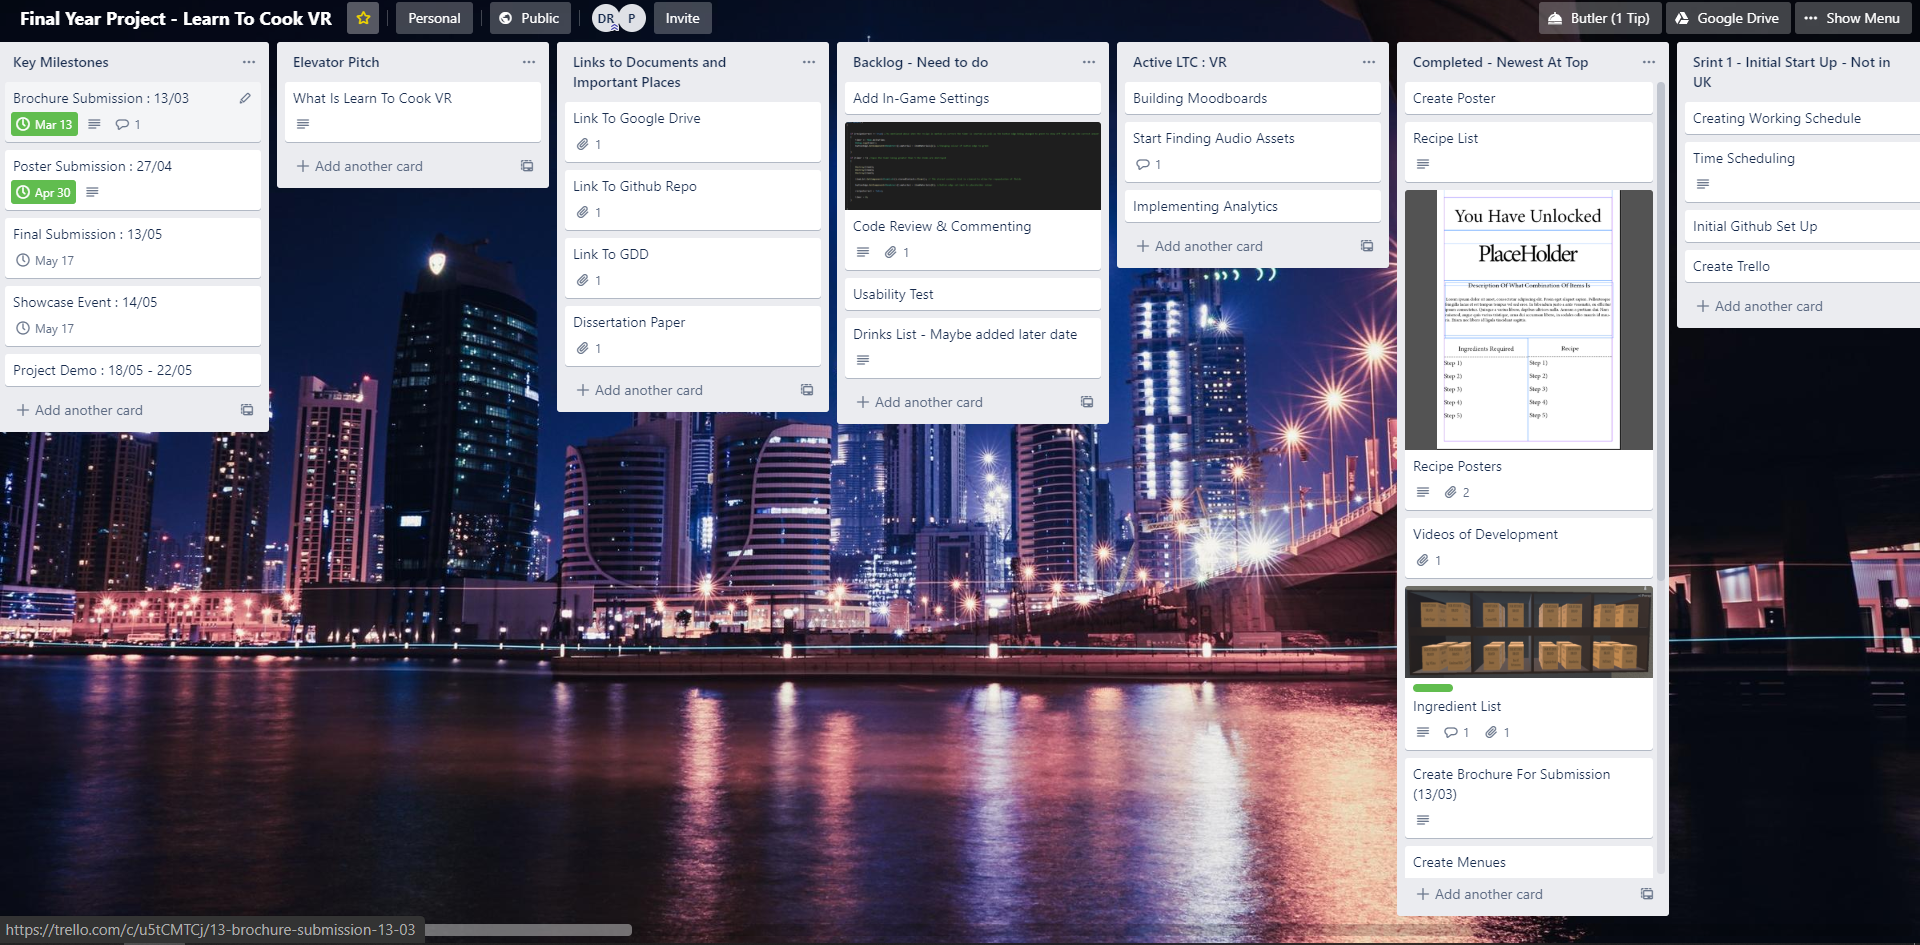 Final Year Project - Learn To Cook VR
Personal
Public
DR
P
Invite
Butler (1 Tip)
Google Drive
Show Menu
Key Milestones
Brochure Submission : 13/03
Mar 13
1
Poster Submission : 27/04
Apr 30
Final Submission : 13/05
May 17
Showcase Event : 14/05
May 17
Project Demo : 18/05 - 22/05
Add another card
Elevator Pitch
What Is Learn To Cook VR
Add another card
Links to Documents and
Important Places
Link To Google Drive
1
Link To Github Repo
1
Link To GDD
1
Dissertation Paper
1
Add another card
Backlog - Need to do
Add In-Game Settings
Code Review & Commenting
1
Usability Test
Drinks List - Maybe added later date
Add another card
Active LTC : VR
Building Moodboards
Start Finding Audio Assets
1
Implementing Analytics
Add another card
Completed - Newest At Top
Create Poster
Recipe List
You Have Unlocked
PlaceHolder
Description Of What Combination Of Items Is
Ingredients Required
Recipe
Step 1)
Step 1)
Step 2)
Step 2)
Step 3)
Step 3)
Step 4)
Step 4)
Step 5)
Step 5)
Recipe Posters
2
Videos of Development
1
Ingredient List
1
1
Create Brochure For Submission
(13/03)
Create Menues
Add another card
Srint 1 - Initial Start Up - Not in
UK
Creating Working Schedule
Time Scheduling
Initial Github Set Up
Create Trello
Add another card
https://trello.com/c/u5tCMTCj/13-brochure-submission-13-03